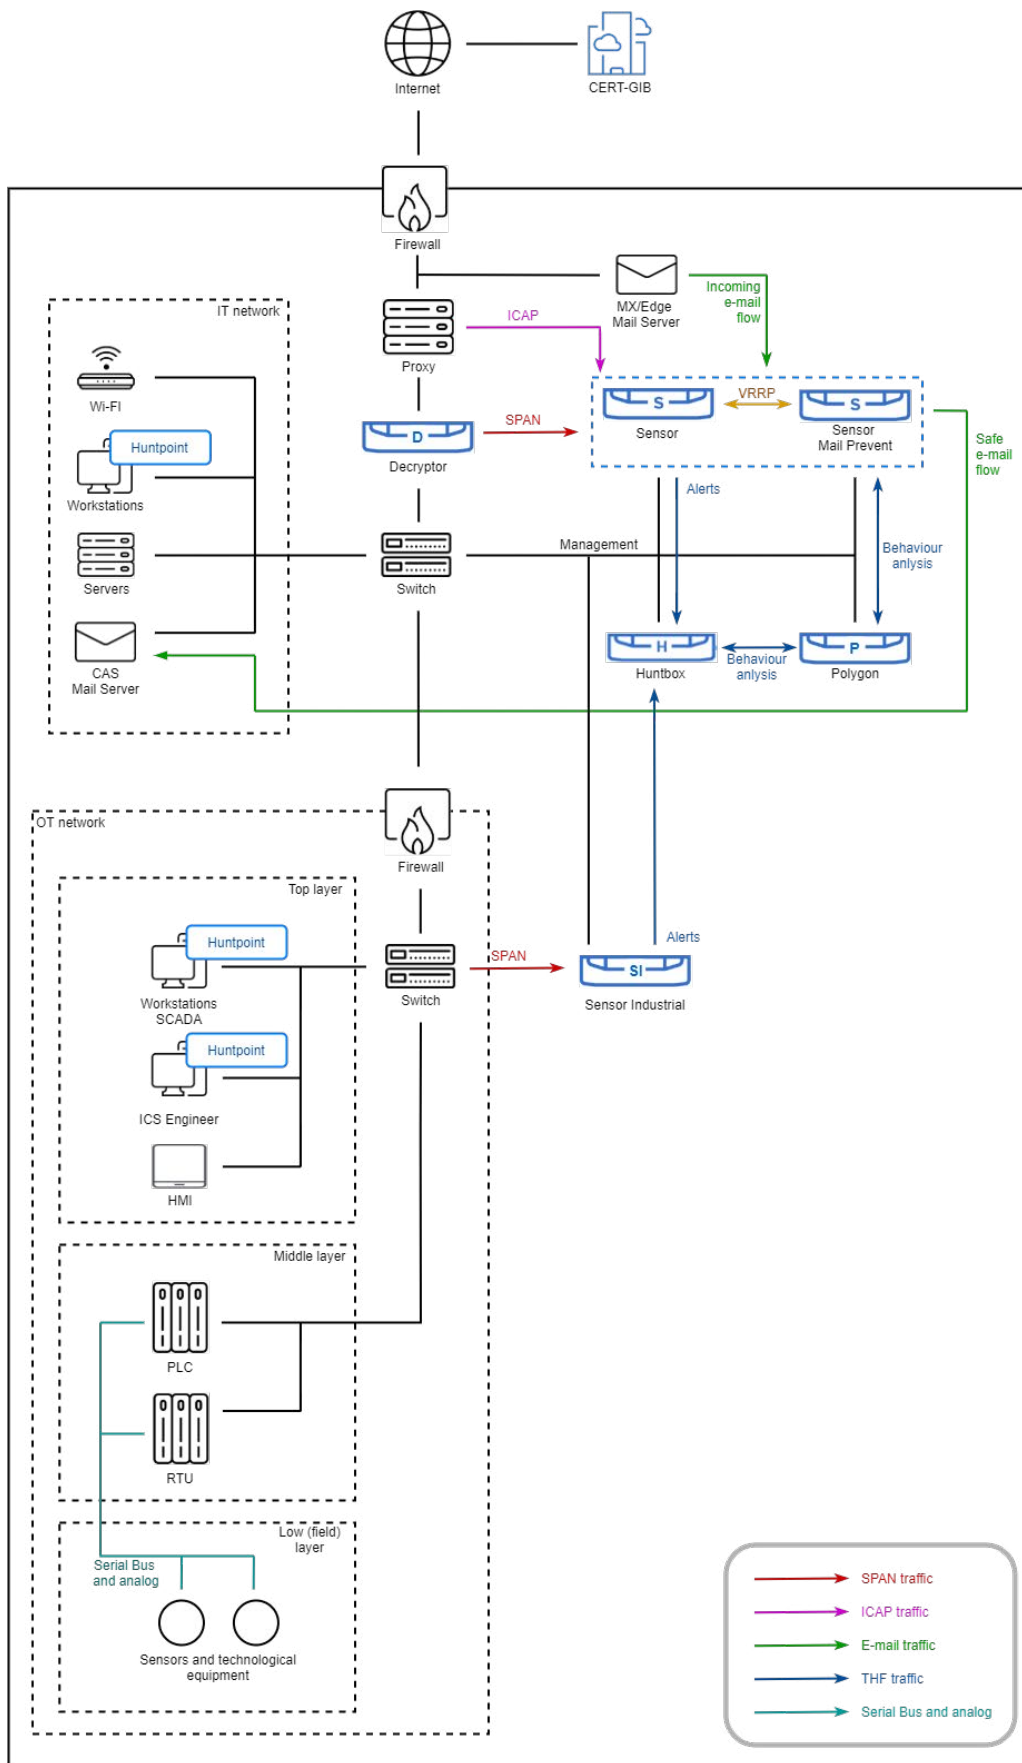 Internet
CERT-GIB
Firewall
MX/Edge
Mail Server
Incoming
e-mail
flow
IT network
ICAP
Proxy
Wi-FI
VRRP
S
Sensor
S
Sensor
Mail Prevent
SPAN
D
Decryptor
Safe
e-mail
flow
Huntpoint
Workstations
Alerts
Management
Behaviour
anlysis
Servers
Switch
H
Huntbox
Behaviour
anlysis
P
Polygon
CAS
Mail Server
OT network
Firewall
Top layer
Huntpoint
Workstations
SCADA
Alerts
SPAN
Switch
SI
Sensor Industrial
Huntpoint
ICS Engineer
HMI
Middle layer
PLC
RTU
Low (field)
layer
Serial Bus
and analog
Sensors and technological
equipment
SPAN traffic
ICAP traffic
E-mail traffic
THF traffic
Serial Bus and analog